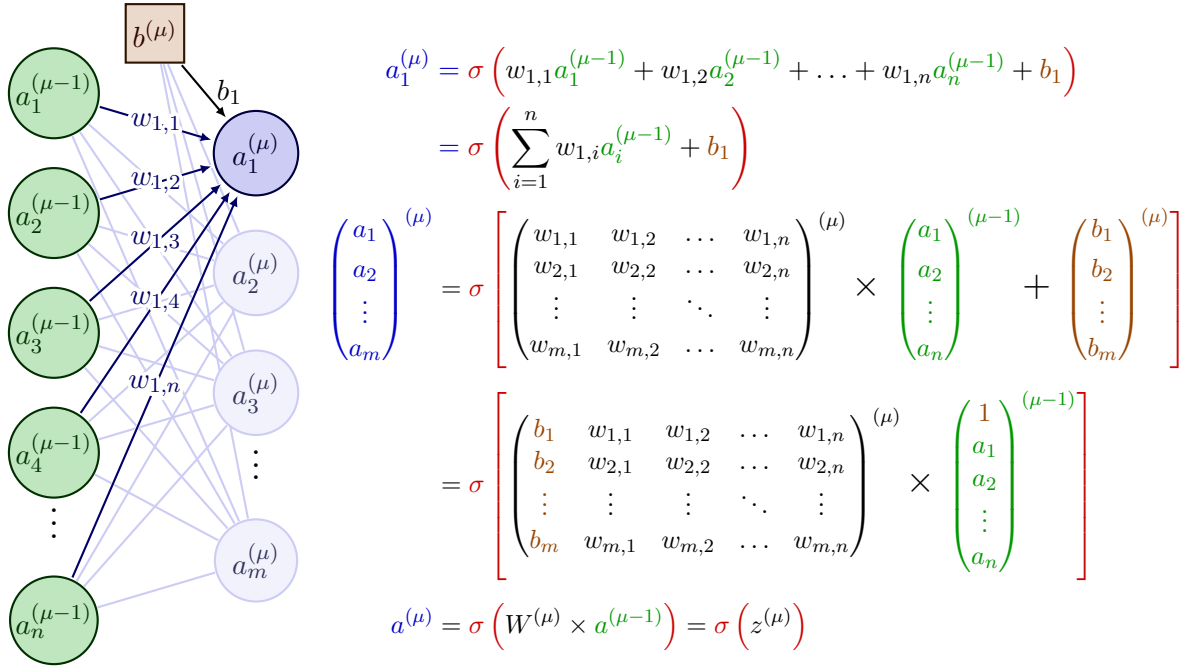 b^{(μ)}
b_1
a_1^{(μ−1)}
w_{1,1}
a_1^{(μ)}
w_{1,2}
a_2^{(μ−1)}
w_{1,3}
a_2^{(μ)}
w_{1,4}
a_3^{(μ−1)}
w_{1,n}
a_3^{(μ)}
a_4^{(μ−1)}
⋮
⋮
a_m^{(μ)}
a_n^{(μ−1)}
a_1^{(μ)} = σ ( w_{1,1} a_1^{(μ−1)} + w_{1,2} a_2^{(μ−1)} + … + w_{1,n} a_n^{(μ−1)} + b_1 )
= σ ( ∑_{i=1}^{n} w_{1,i} a_i^{(μ−1)} + b_1 )
( a_1 ; a_2 ; ⋮ ; a_m )^{(μ)} = σ [ ( w_{1,1} w_{1,2} … w_{1,n} ; w_{2,1} w_{2,2} … w_{2,n} ; ⋮ ⋮ ⋱ ⋮ ; w_{m,1} w_{m,2} … w_{m,n} )^{(μ)} × ( a_1 ; a_2 ; ⋮ ; a_n )^{(μ−1)} + ( b_1 ; b_2 ; ⋮ ; b_m )^{(μ)} ]
= σ [ ( b_1 w_{1,1} w_{1,2} … w_{1,n} ; b_2 w_{2,1} w_{2,2} … w_{2,n} ; ⋮ ⋮ ⋮ ⋱ ⋮ ; b_m w_{m,1} w_{m,2} … w_{m,n} )^{(μ)} × ( 1 ; a_1 ; a_2 ; ⋮ ; a_n )^{(μ−1)} ]
a^{(μ)} = σ ( W^{(μ)} × a^{(μ−1)} ) = σ ( z^{(μ)} )